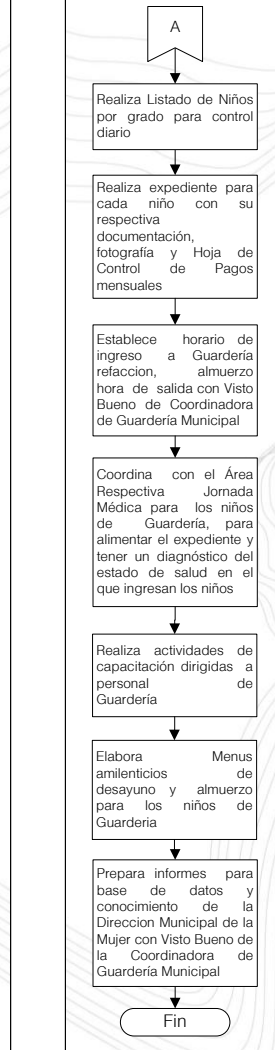 A
Realiza Listado de Niños
por grado para control
diario
Realiza expediente para
cada niño con su
respectiva
documentación,
fotografía y Hoja de
Control de Pagos
mensuales
Establece horario de
ingreso a Guardería
refaccion, almuerzo
hora de salida con Visto
Bueno de Coordinadora
de Guardería Municipal
Coordina con el Área
Respectiva Jornada
Médica para los niños
de Guardería, para
alimentar el expediente y
tener un diagnóstico del
estado de salud en el
que ingresan los niños
Realiza actividades de
capacitación dirigidas a
personal de
Guardería
Elabora Menus
amilenticios de
desayuno y almuerzo
para los niños de
Guarderia
Prepara informes para
base de datos y
conocimiento de la
Direccion Municipal de la
Mujer con Visto Bueno de
la Coordinadora de
Guardería Municipal
Fin